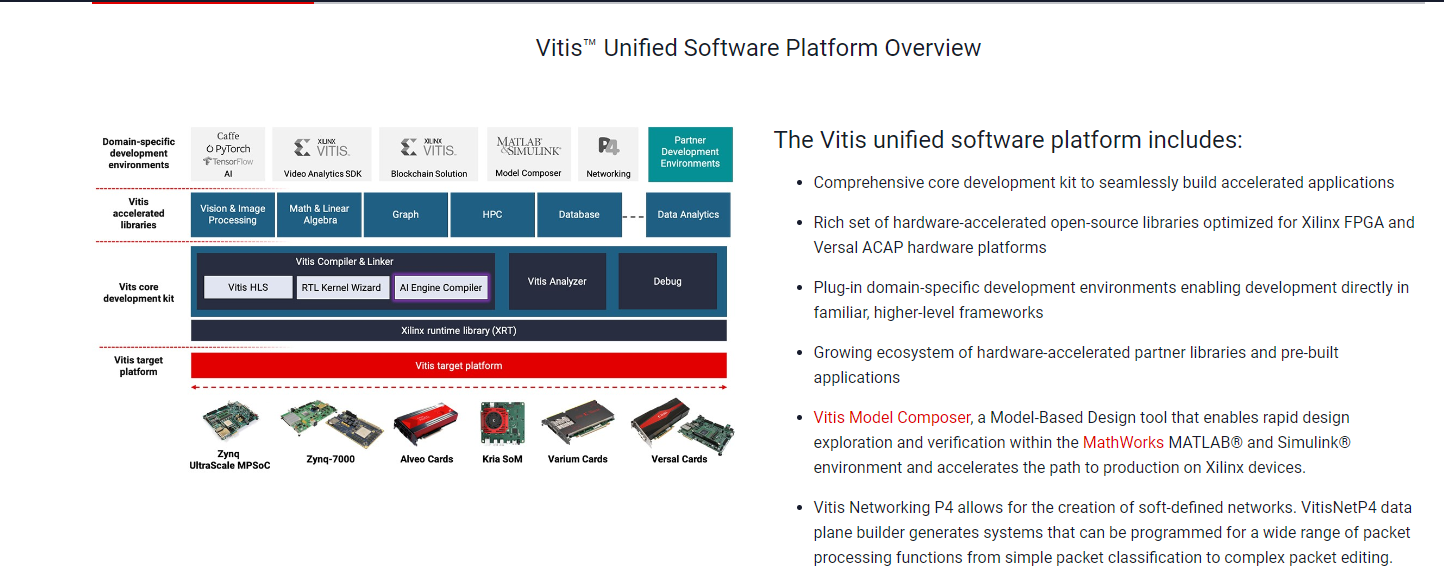 Vitis™ Unified Software Platform Overview
Domain-specific
development
environments
Caffe
PyTorch
TensorFlow
AI
XILINX
VITIS.
Video Analytics SDK
XILINX
VITIS.
Blockchain Solution
MATLAB®
&SIMULINK®
Model Composer
P4
Networking
Partner
Development
Environments
Vitis
accelerated
libraries
Vision & Image
Processing
Math & Linear
Algebra
Graph
HPC
Database
Data Analytics
Vits core
development kit
Vitis Compiler & Linker
Vitis HLS
RTL Kernel Wizard
AI Engine Compiler
Vitis Analyzer
Debug
Xilinx runtime library (XRT)
Vitis target
platform
Vitis target platform
Zynq
UltraScale MPSoC
Zynq-7000
Alveo Cards
Kria SoM
Varium Cards
Versal Cards
The Vitis unified software platform includes:
• Comprehensive core development kit to seamlessly build accelerated applications
• Rich set of hardware-accelerated open-source libraries optimized for Xilinx FPGA and
Versal ACAP hardware platforms
• Plug-in domain-specific development environments enabling development directly in
familiar, higher-level frameworks
• Growing ecosystem of hardware-accelerated partner libraries and pre-built
applications
• Vitis Model Composer, a Model-Based Design tool that enables rapid design
exploration and verification within the MathWorks MATLAB® and Simulink®
environment and accelerates the path to production on Xilinx devices.
• Vitis Networking P4 allows for the creation of soft-defined networks. VitisNetP4 data
plane builder generates systems that can be programmed for a wide range of packet
processing functions from simple packet classification to complex packet editing.